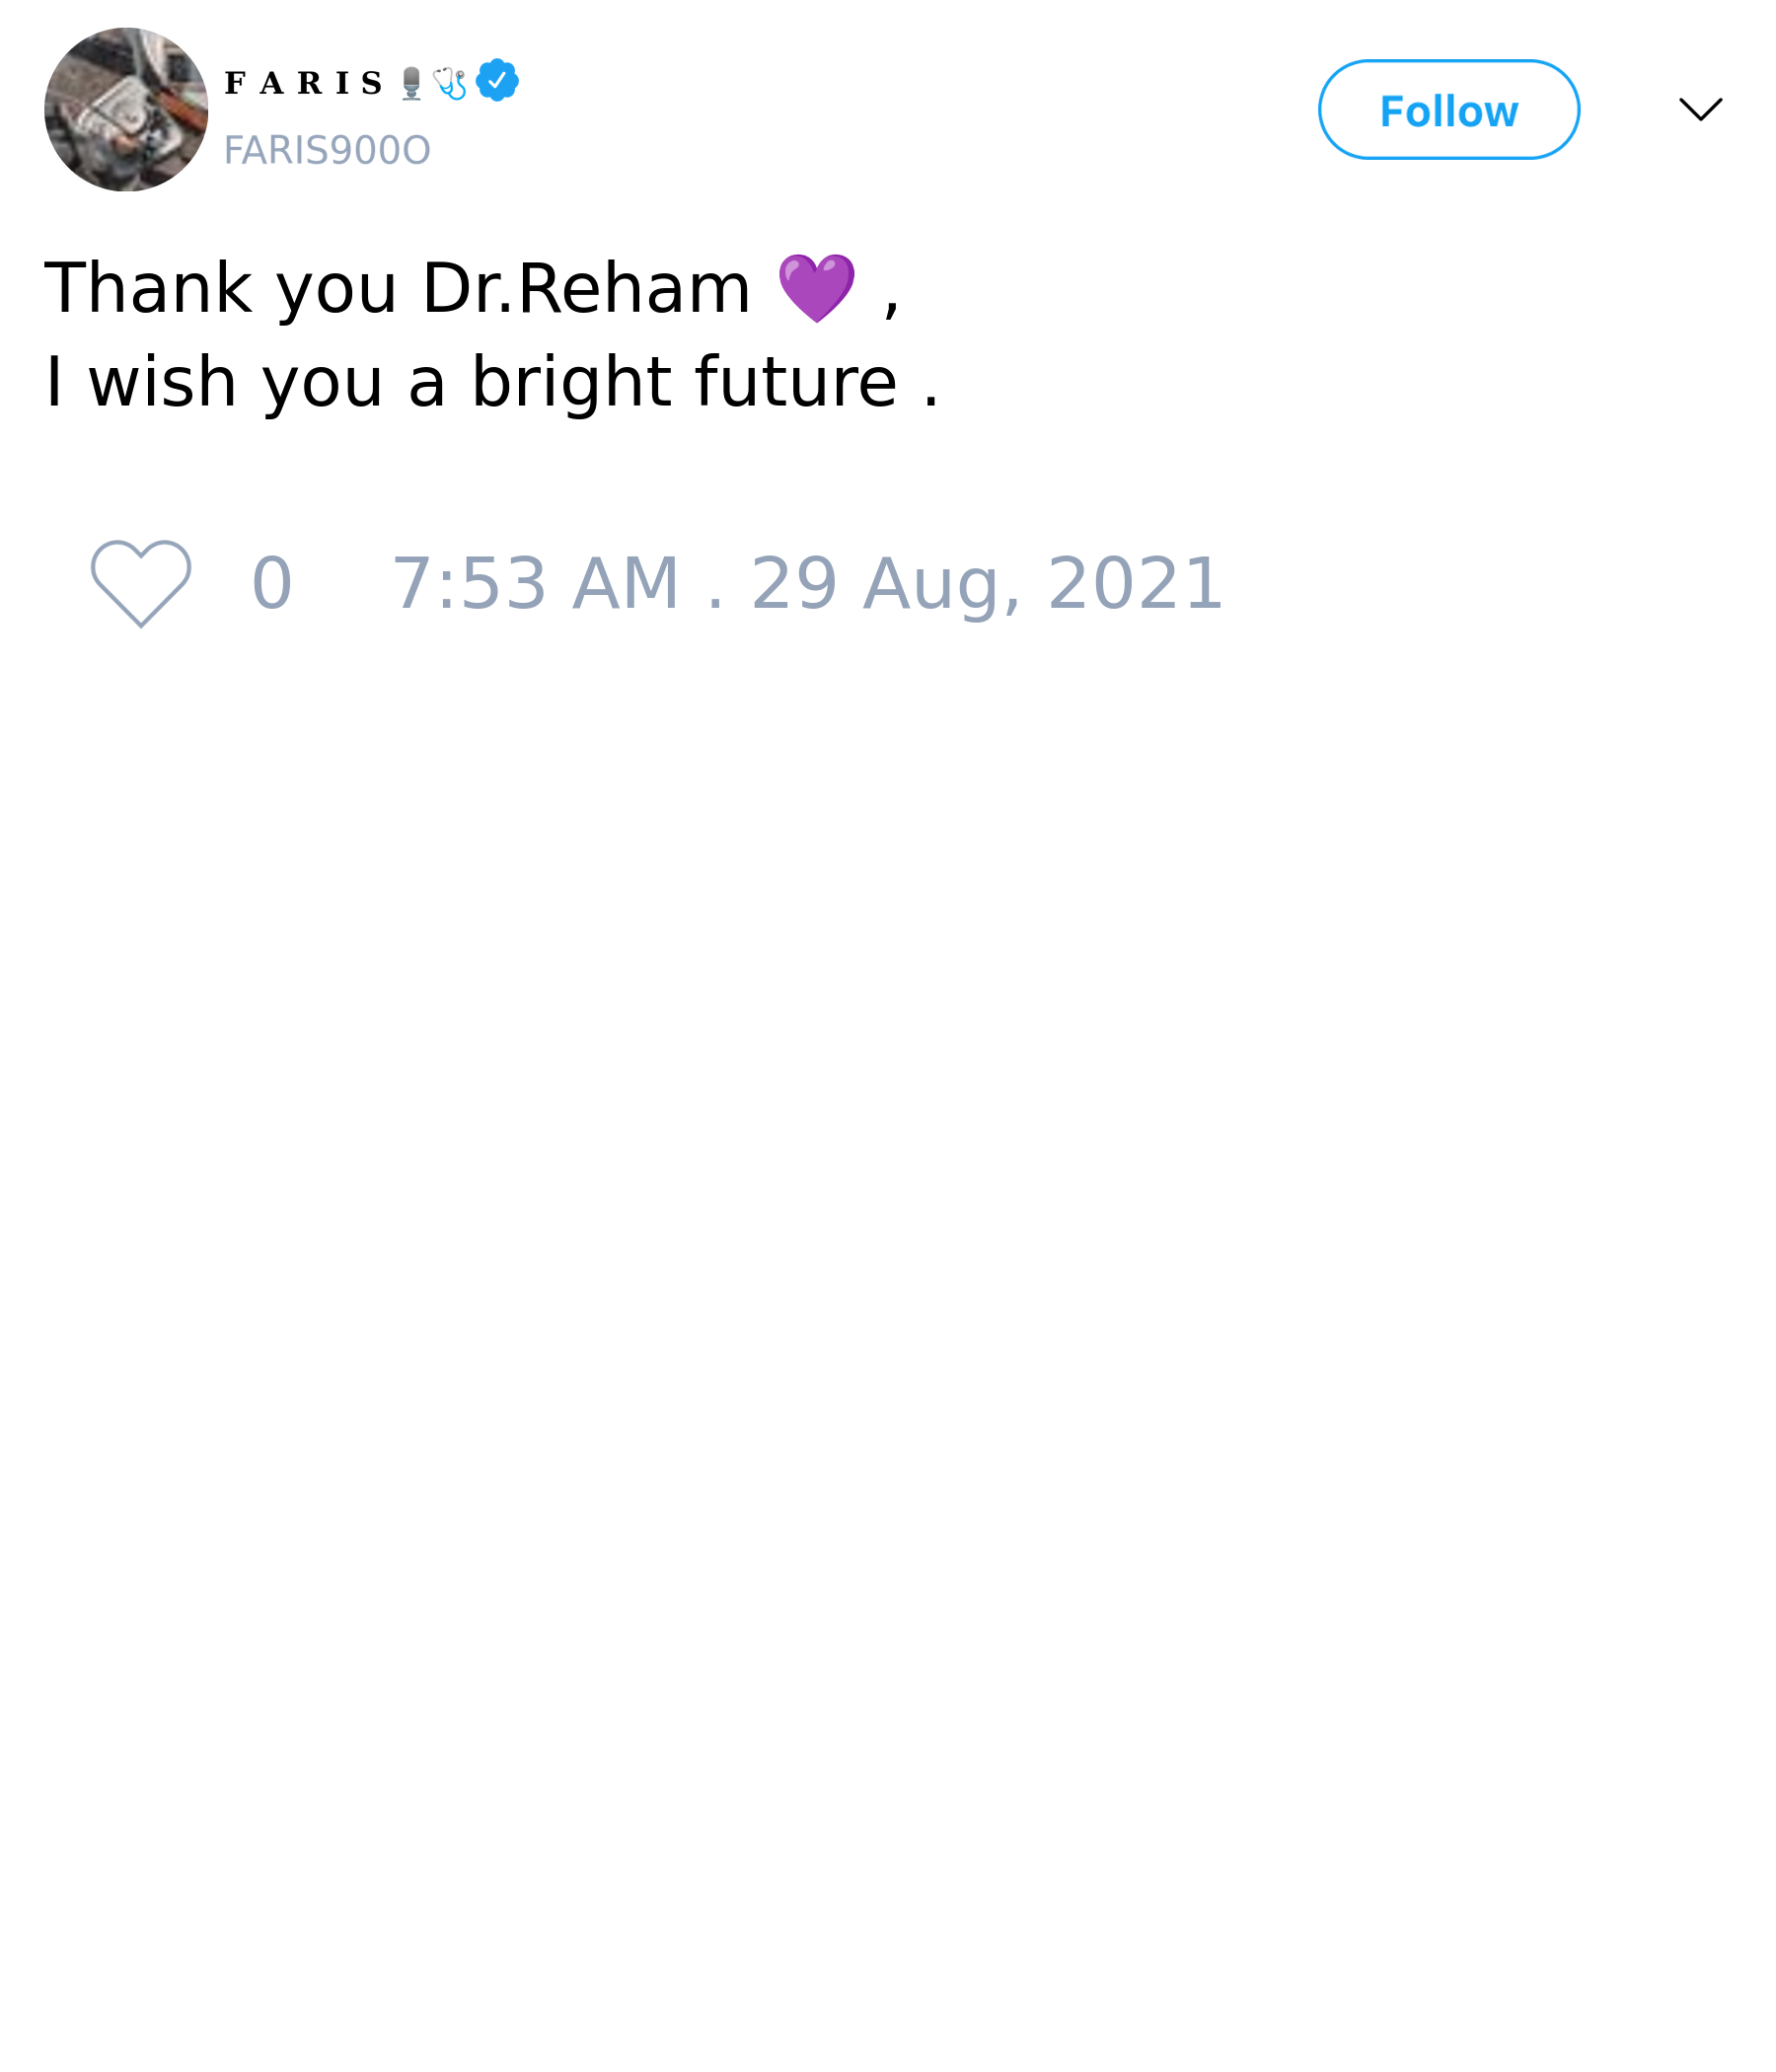 F A R I S 🎙🩺
FARIS900O
Follow
Thank you Dr.Reham 💜 ,
I wish you a bright future .
0 7:53 AM . 29 Aug, 2021